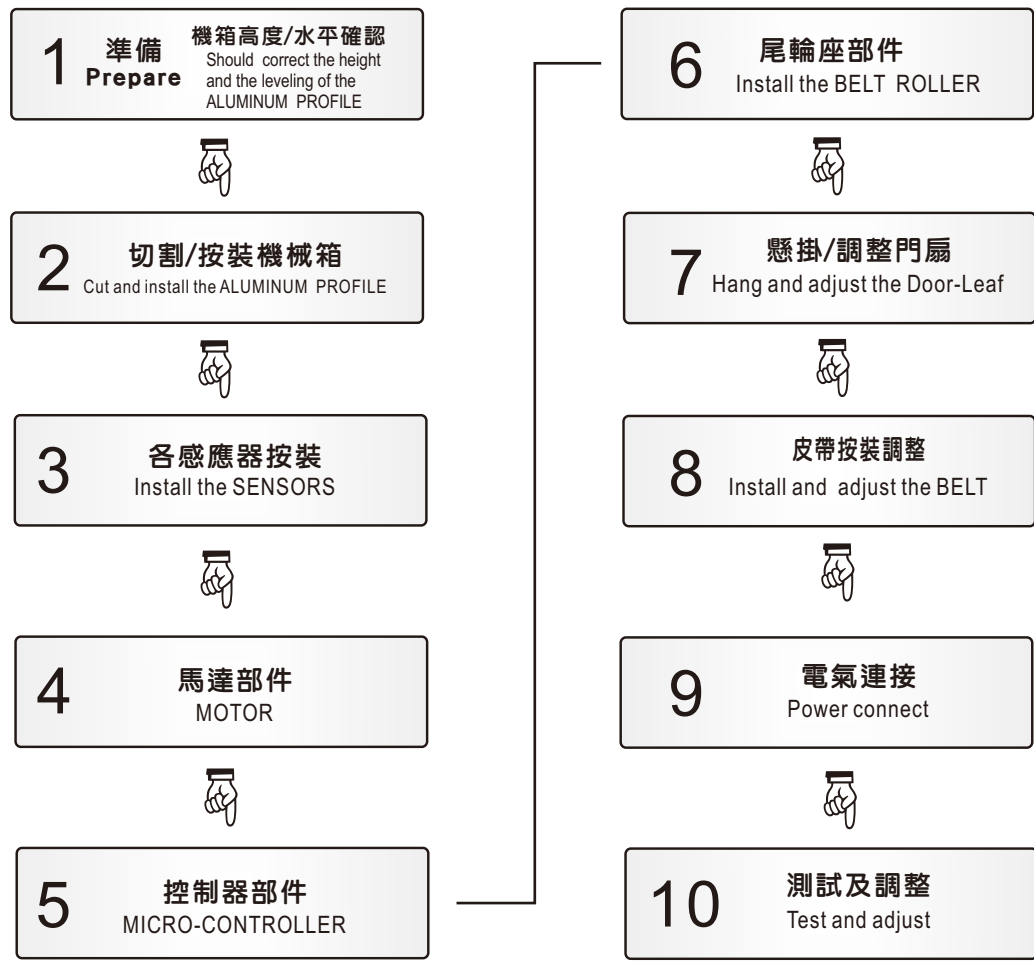 1
準備
Prepare
機箱高度/水平確認
Should correct the height
and the leveling of the
ALUMINUM PROFILE
2
切割/按裝機械箱
Cut and install the ALUMINUM PROFILE
3
各感應器按裝
Install the SENSORS
4
馬達部件
MOTOR
5
控制器部件
MICRO-CONTROLLER
6
尾輪座部件
Install the BELT ROLLER
7
懸掛/調整門扇
Hang and adjust the Door-Leaf
8
皮帶按裝調整
Install and adjust the BELT
9
電氣連接
Power connect
10
測試及調整
Test and adjust